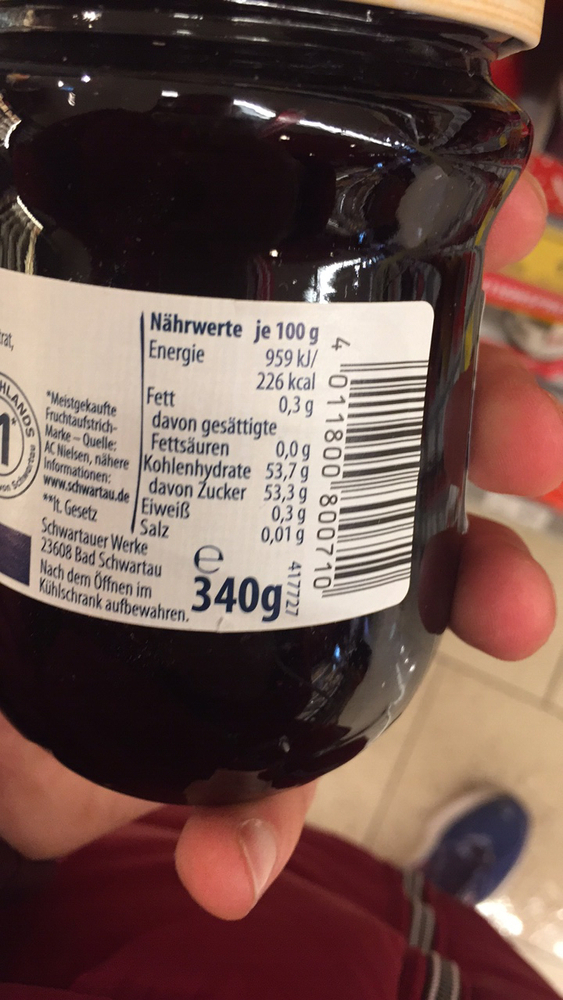 rat,
HLANDS
1*
*Meistgekaufte
Fruchtaufstrich-
Marke – Quelle:
AC Nielsen, nähere
Informationen:
www.schwartau.de
**lt. Gesetz
Schwartauer Werke
23608 Bad Schwartau
Nach dem Öffnen im
Kühlschrank aufbewahren.
Nährwerte je 100 g
Energie 959 kJ/
226 kcal
Fett 0,3 g
davon gesättigte
Fettsäuren 0,0 g
Kohlenhydrate 53,7 g
davon Zucker 53,3 g
Eiweiß 0,3 g
Salz 0,01 g
e
340g
417727
4 011800 800710